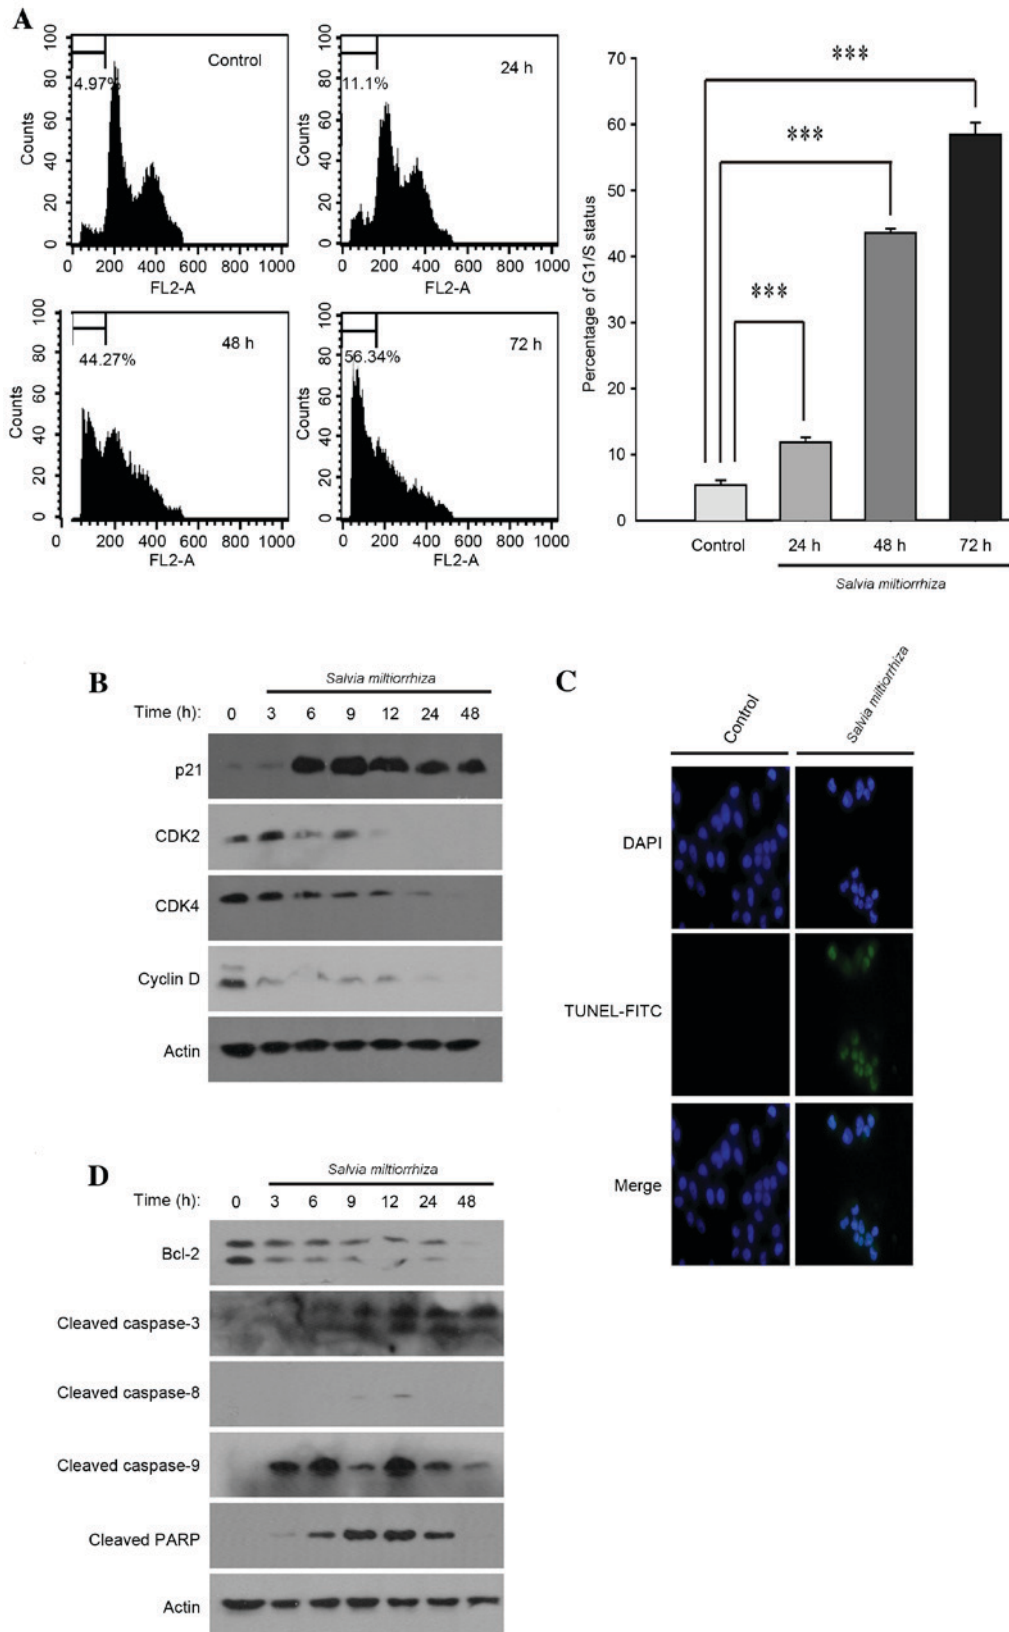 A
Control
4.97%
Counts
100
80
60
40
20
0
0 200 400 600 800 1000
FL2-A
24 h
11.1%
Counts
100
80
60
40
20
0
0 200 400 600 800 1000
FL2-A
48 h
44.27%
Counts
100
80
60
40
20
0
0 200 400 600 800 1000
FL2-A
72 h
56.34%
Counts
100
80
60
40
20
0
0 200 400 600 800 1000
FL2-A
Percentage of G1/S status
70
60
50
40
30
20
10
0
***
***
***
Control 24 h 48 h 72 h
Salvia miltiorrhiza
B
Salvia miltiorrhiza
Time (h): 0 3 6 9 12 24 48
p21
CDK2
CDK4
Cyclin D
Actin
C
Control
Salvia miltiorrhiza
DAPI
TUNEL-FITC
Merge
D
Salvia miltiorrhiza
Time (h): 0 3 6 9 12 24 48
Bcl-2
Cleaved caspase-3
Cleaved caspase-8
Cleaved caspase-9
Cleaved PARP
Actin